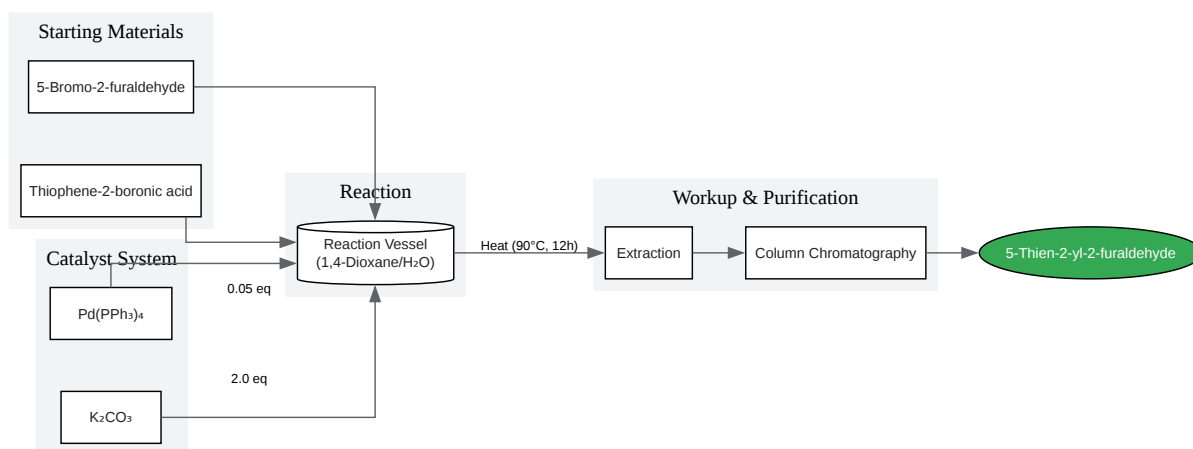 Starting Materials
5-Bromo-2-furaldehyde
Thiophene-2-boronic acid
Catalyst System
Pd(PPh₃)₄
K₂CO₃
0.05 eq
2.0 eq
Reaction
Reaction Vessel
(1,4-Dioxane/H₂O)
Heat (90°C, 12h)
Workup & Purification
Extraction
Column Chromatography
5-Thien-2-yl-2-furaldehyde